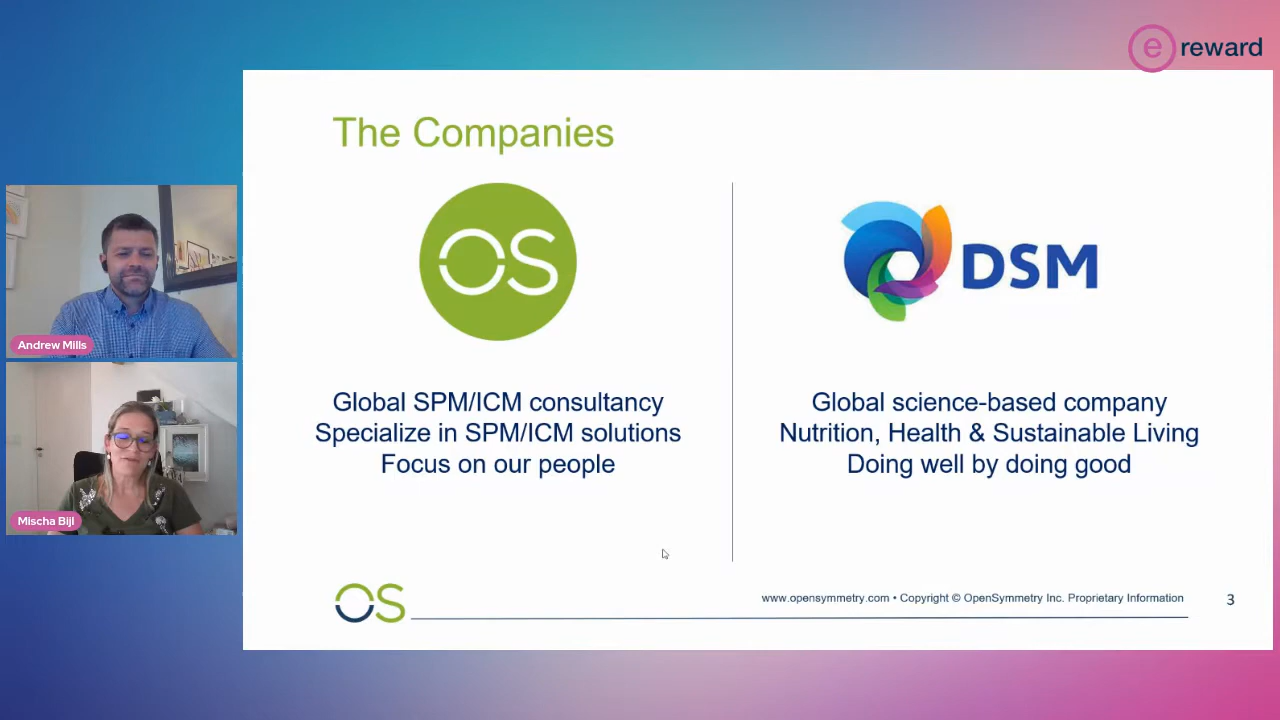 e reward
The Companies
OS
DSM
Global SPM/ICM consultancy
Specialize in SPM/ICM solutions
Focus on our people
Global science-based company
Nutrition, Health & Sustainable Living
Doing well by doing good
Andrew Mills
Mischa Bijl
OS
www.opensymmetry.com • Copyright © OpenSymmetry Inc. Proprietary Information
3